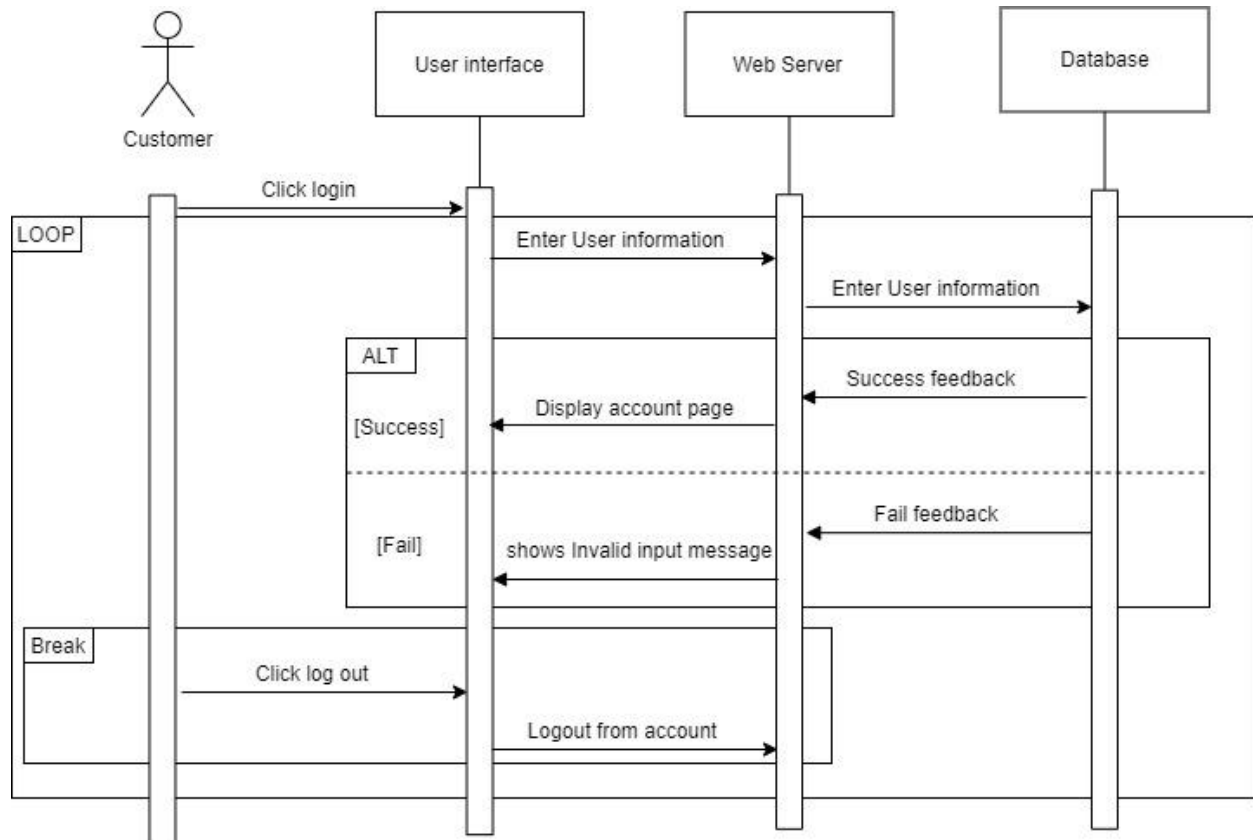 User interface
Web Server
Database
Customer
Click login
LOOP
Enter User information
Enter User information
ALT
Success feedback
Display account page
[Success]
Fail feedback
[Fail]
shows Invalid input message
Break
Click log out
Logout from account